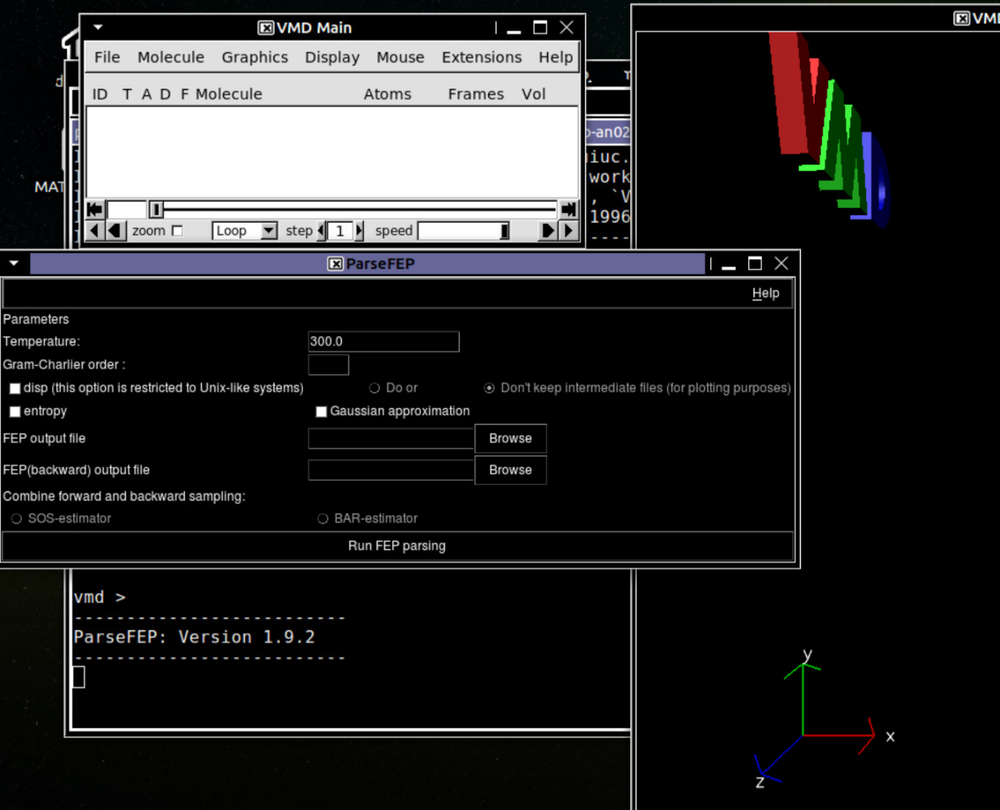 VMD Main
File Molecule Graphics Display Mouse Extensions Help
ID T A D F Molecule Atoms Frames Vol
zoom Loop step 1 speed
VMD
MAT
-an02
work
, `V
1996
ParseFEP
Help
Parameters
Temperature: 300.0
Gram-Charlier order :
disp (this option is restricted to Unix-like systems) Do or Don't keep intermediate files (for plotting purposes)
entropy Gaussian approximation
FEP output file Browse
FEP(backward) output file Browse
Combine forward and backward sampling:
SOS-estimator BAR-estimator
Run FEP parsing
vmd >
--------------------------
ParseFEP: Version 1.9.2
--------------------------
y
x
z